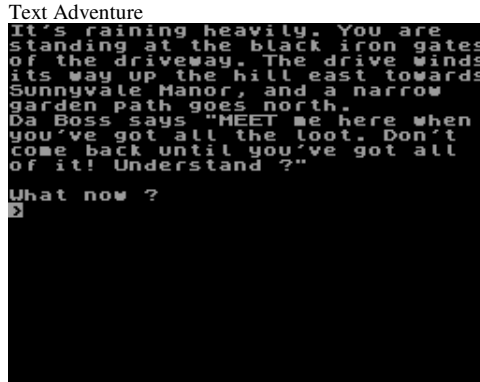 Text Adventure
It's raining heavily. You are
standing at the black iron gates
of the driveway. The drive winds
its way up the hill east towards
Sunnyvale Manor, and a narrow
garden path goes north.
Da Boss says "MEET me here when
you've got all the loot. Don't
come back until you've got all
of it! Understand ?"
What now ?
>